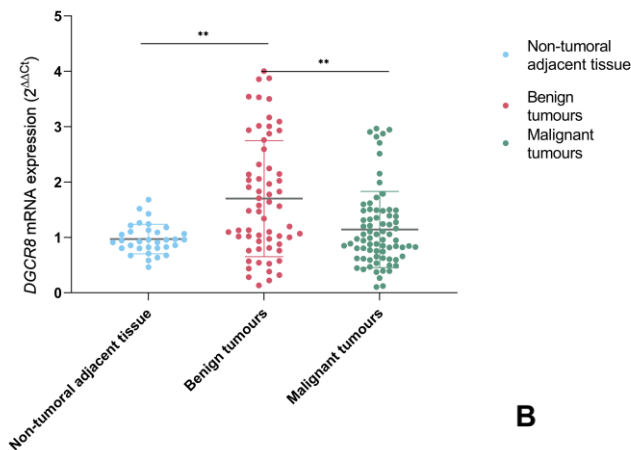 5
4
3
2
1
0
DGCR8 mRNA expression (2^ΔΔCt)
**
**
Non-tumoral adjacent tissue
Benign tumours
Malignant tumours
Non-tumoral
adjacent tissue
Benign
tumours
Malignant
tumours
B